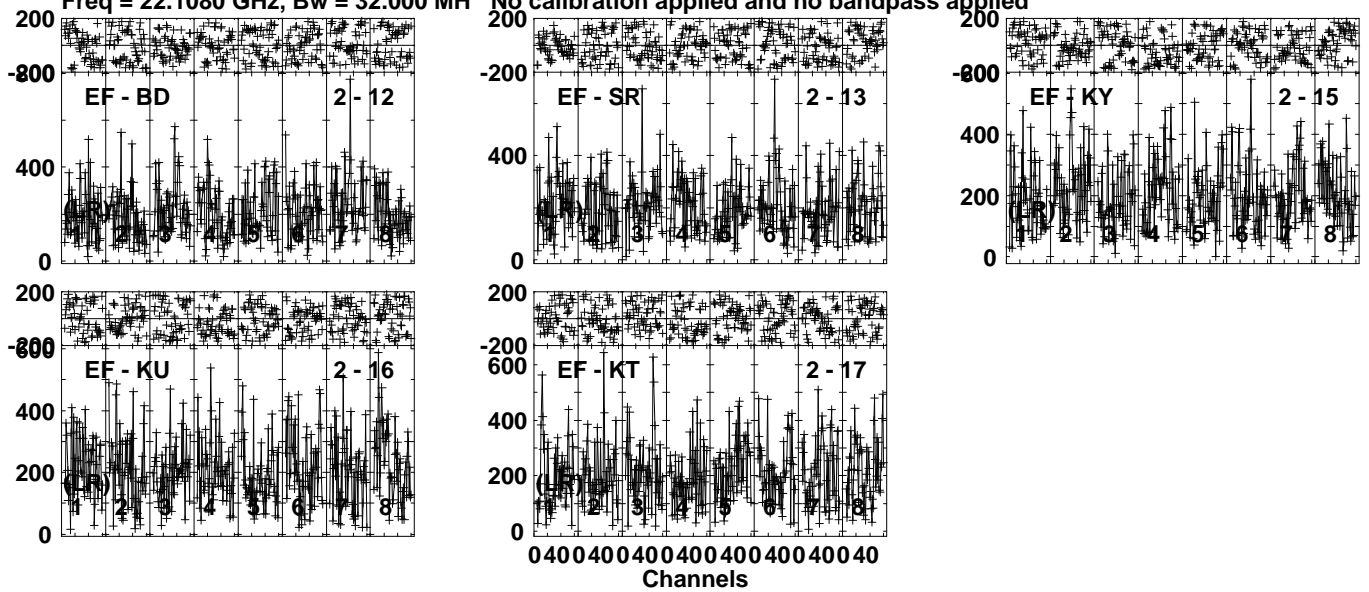 Freq = 22.1080 GHz, Bw = 32.000 MH No calibration applied and no bandpass applied
200
-200
800
EF - BD 2 - 12
400
0
(LR)
1 2 3 4 5 6 7 8
200
-200
EF - SR 2 - 13
400
0
(LR)
1 2 3 4 5 6 7 8
200
-200
600
EF - KY 2 - 15
400
200
0
(LR)
1 2 3 4 5 6 7 8
200
-200
600
EF - KU 2 - 16
400
200
0
(LR)
1 2 3 4 5 6 7 8
200
-200
600
EF - KT 2 - 17
400
200
0
(LR)
1 2 3 4 5 6 7 8
0 40 0 40 0 40 0 40 0 40 0 40 0 40 0 40
Channels